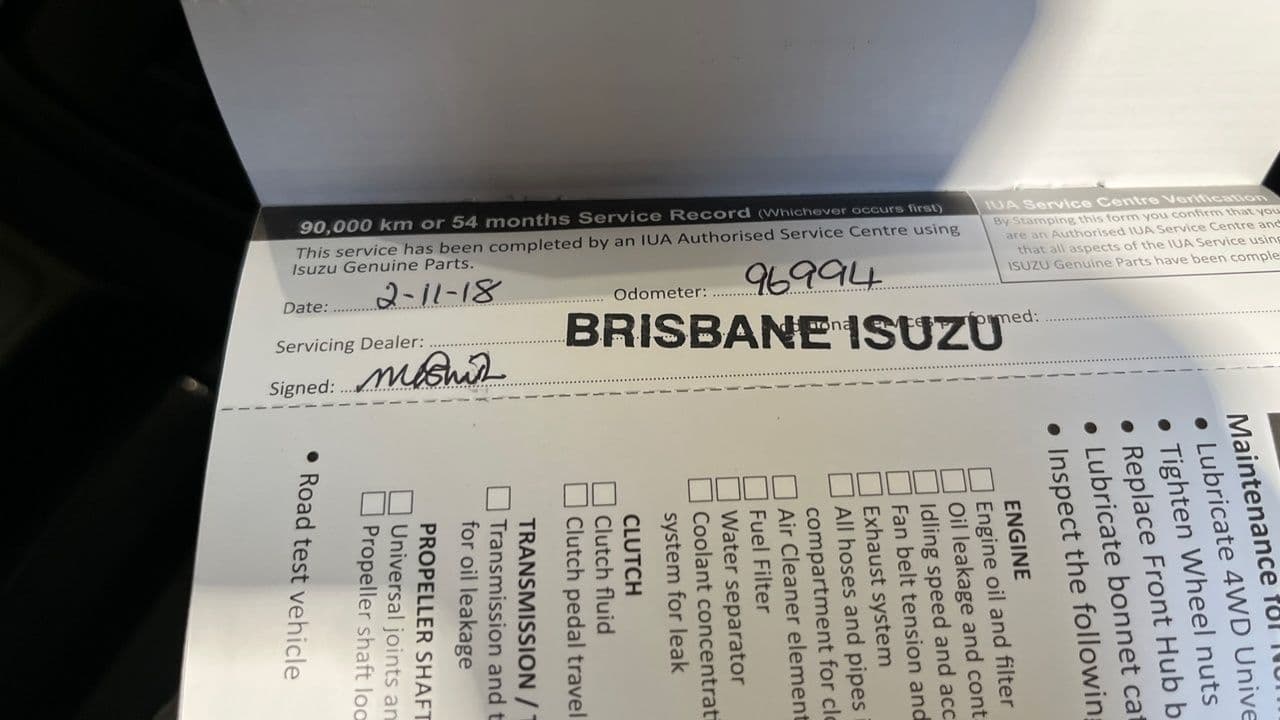 90,000 km or 54 months Service Record (Whichever occurs first)
This service has been completed by an IUA Authorised Service Centre using
Isuzu Genuine Parts.
IUA Service Centre Verification
By Stamping this form you confirm that you
are an Authorised IUA Service Centre and
that all aspects of the IUA Service using
ISUZU Genuine Parts have been comple
Date: 2-11-18 Odometer: 96994
Servicing Dealer: BRISBANE ISUZU
Signed:
Maintenance for
• Lubricate 4WD Unive
• Tighten Wheel nuts
• Replace Front Hub b
• Lubricate bonnet cat
• Inspect the followin
ENGINE
Engine oil and filter
Oil leakage and cont
Idling speed and acc
Fan belt tension and
Exhaust system
All hoses and pipes i
compartment for cl
Air Cleaner element
Fuel Filter
Water separator
Coolant concentrat
system for leak
CLUTCH
Clutch fluid
Clutch pedal travel
TRANSMISSION /
Transmission and t
for oil leakage
PROPELLER SHAFT
Universal joints an
Propeller shaft loo
• Road test vehicle